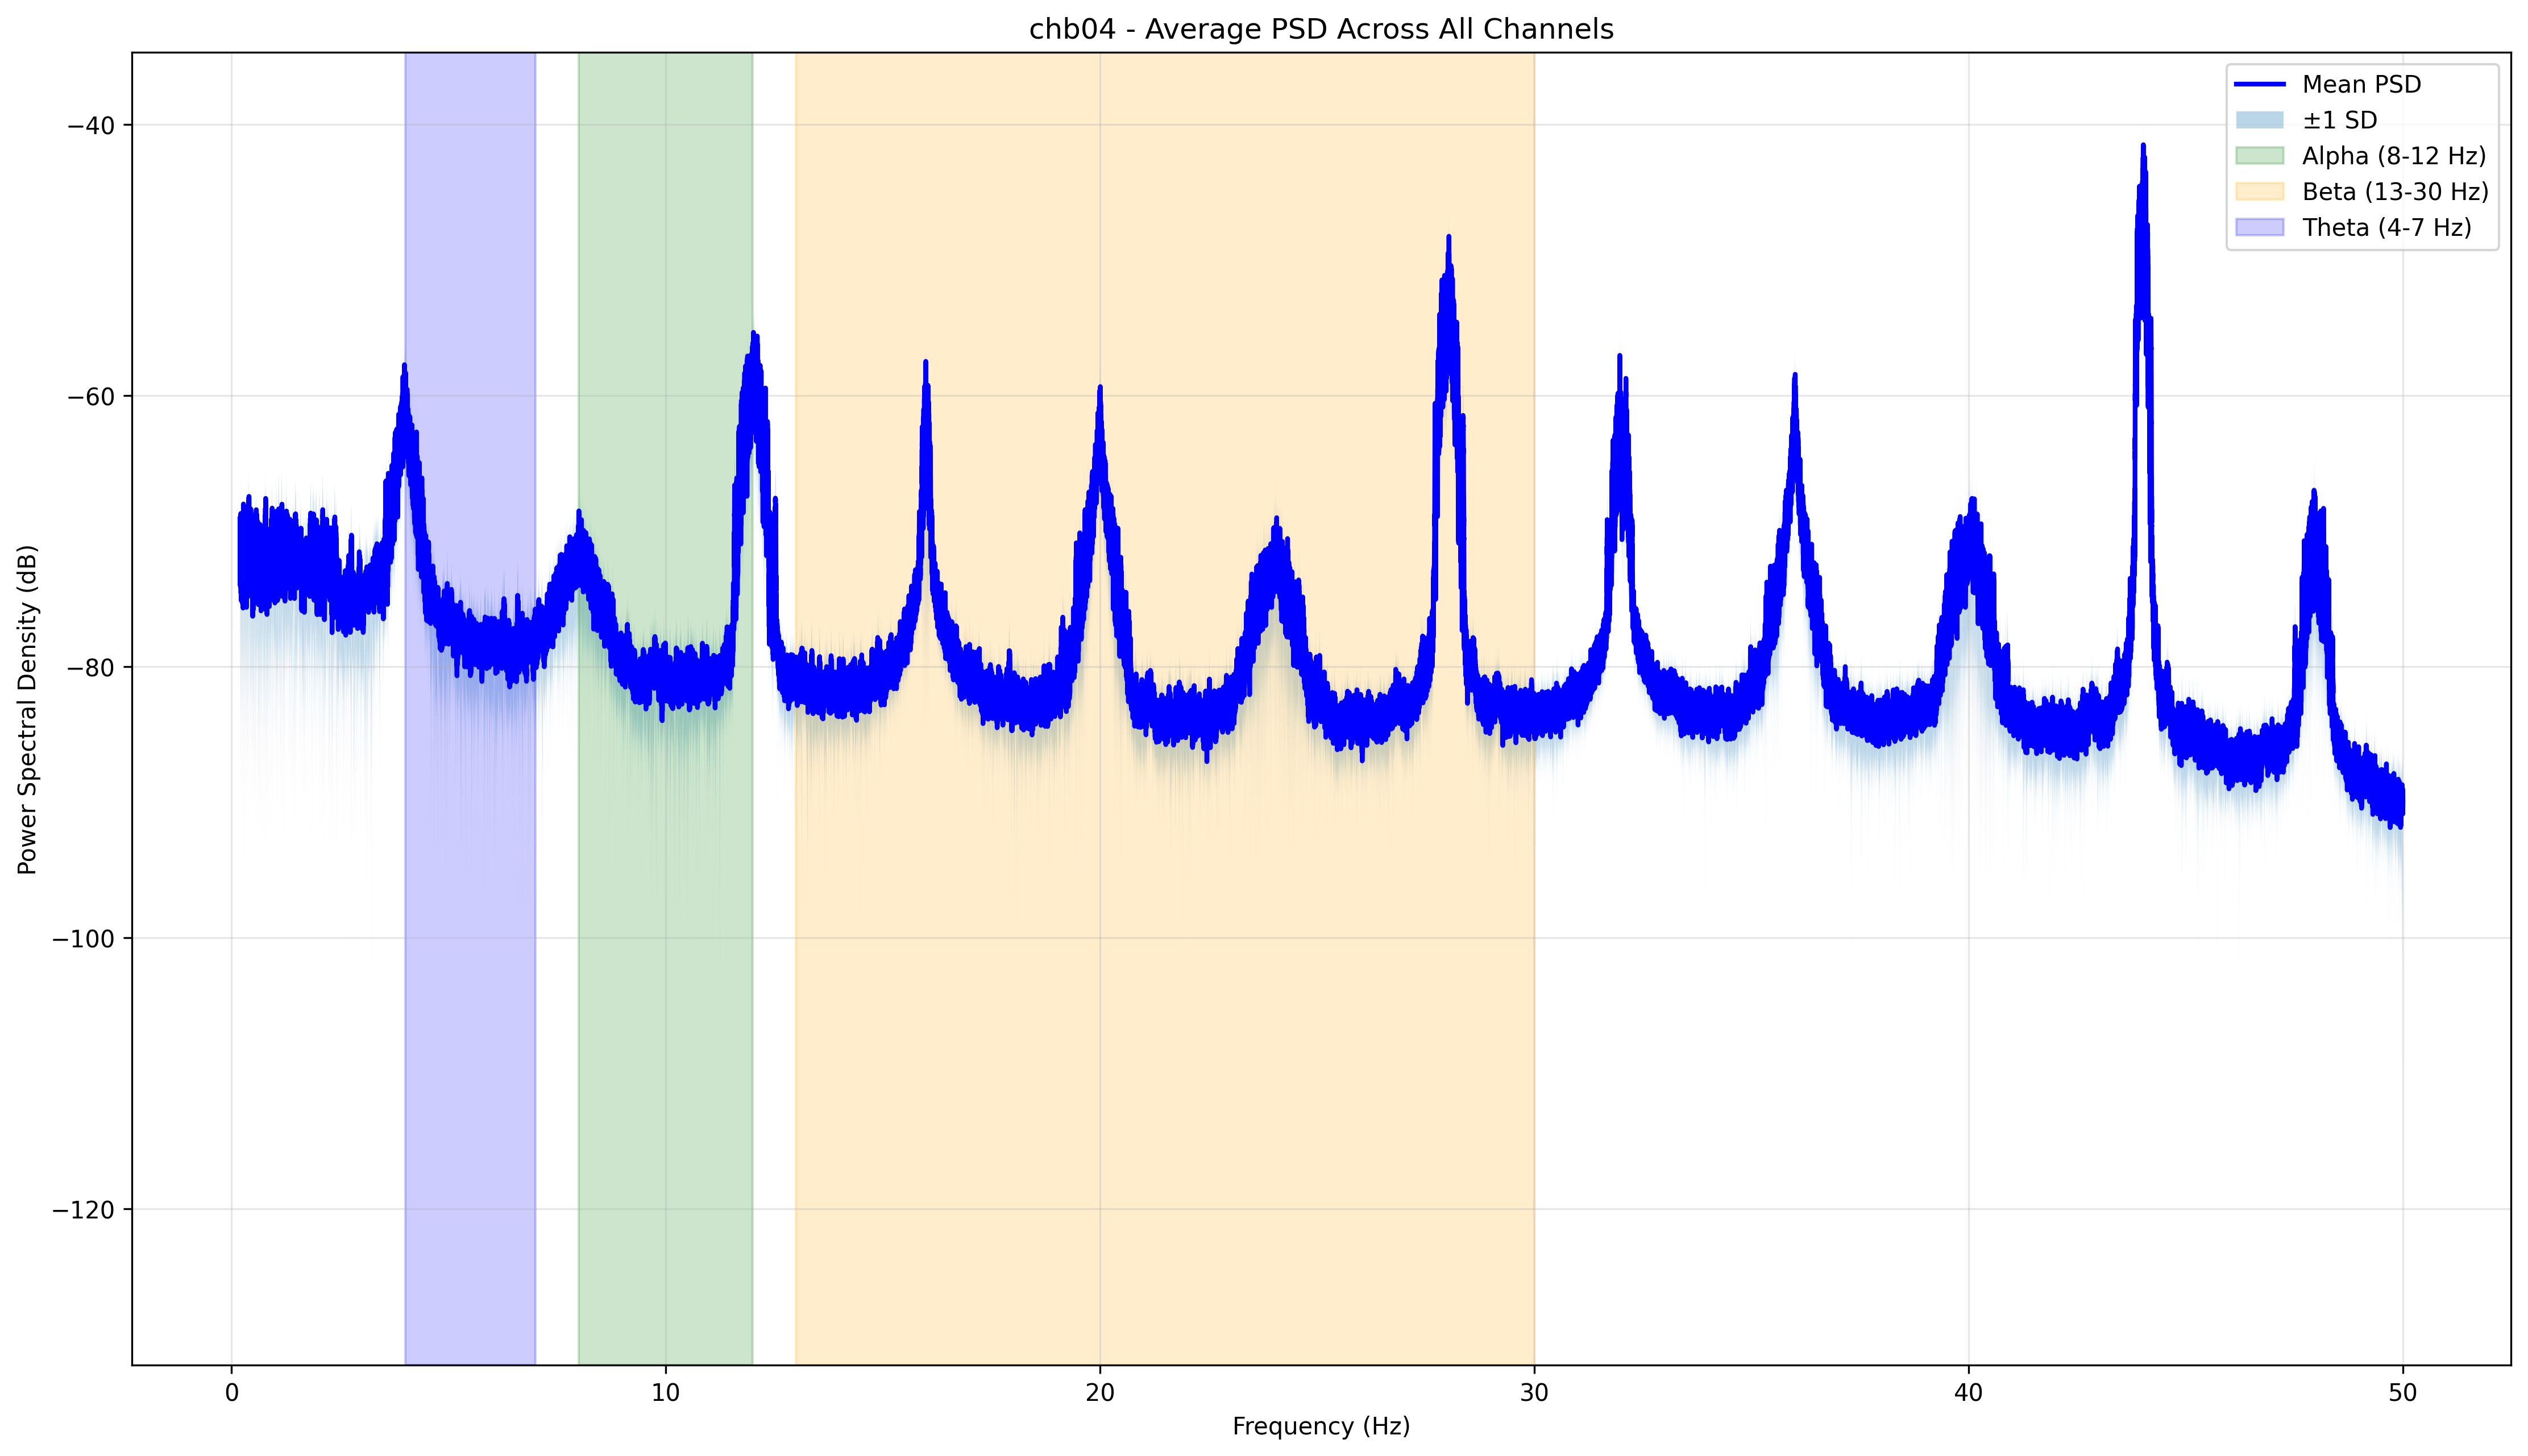 chb04 - Average PSD Across All Channels
Mean PSD
±1 SD
Alpha (8-12 Hz)
Beta (13-30 Hz)
Theta (4-7 Hz)
Power Spectral Density (dB)
−40
−60
−80
−100
−120
0 10 20 30 40 50
Frequency (Hz)